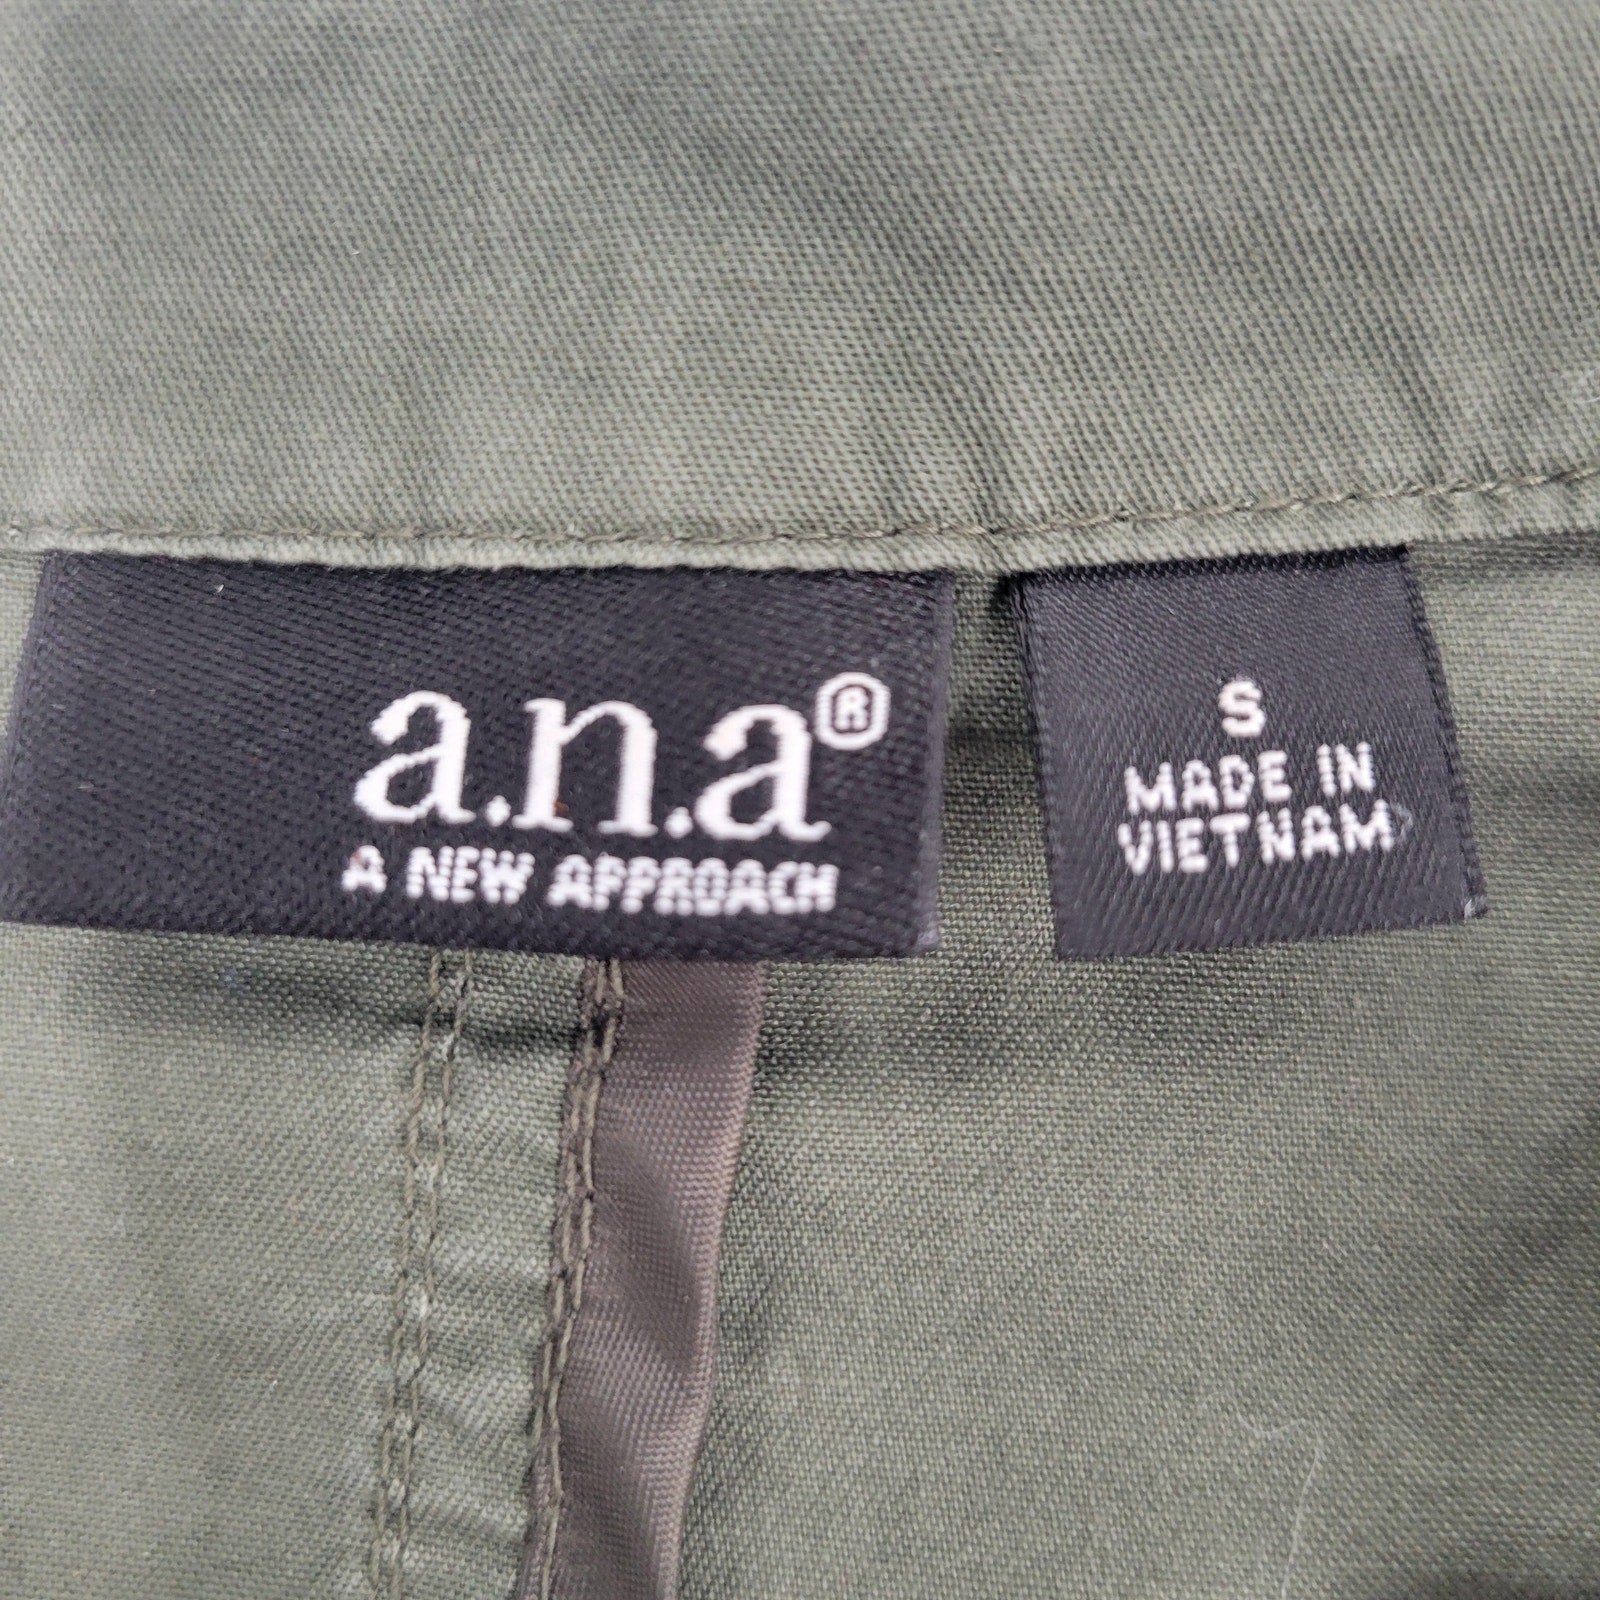 a.n.a®
A NEW APPROACH
S
MADE IN
VIETNAM